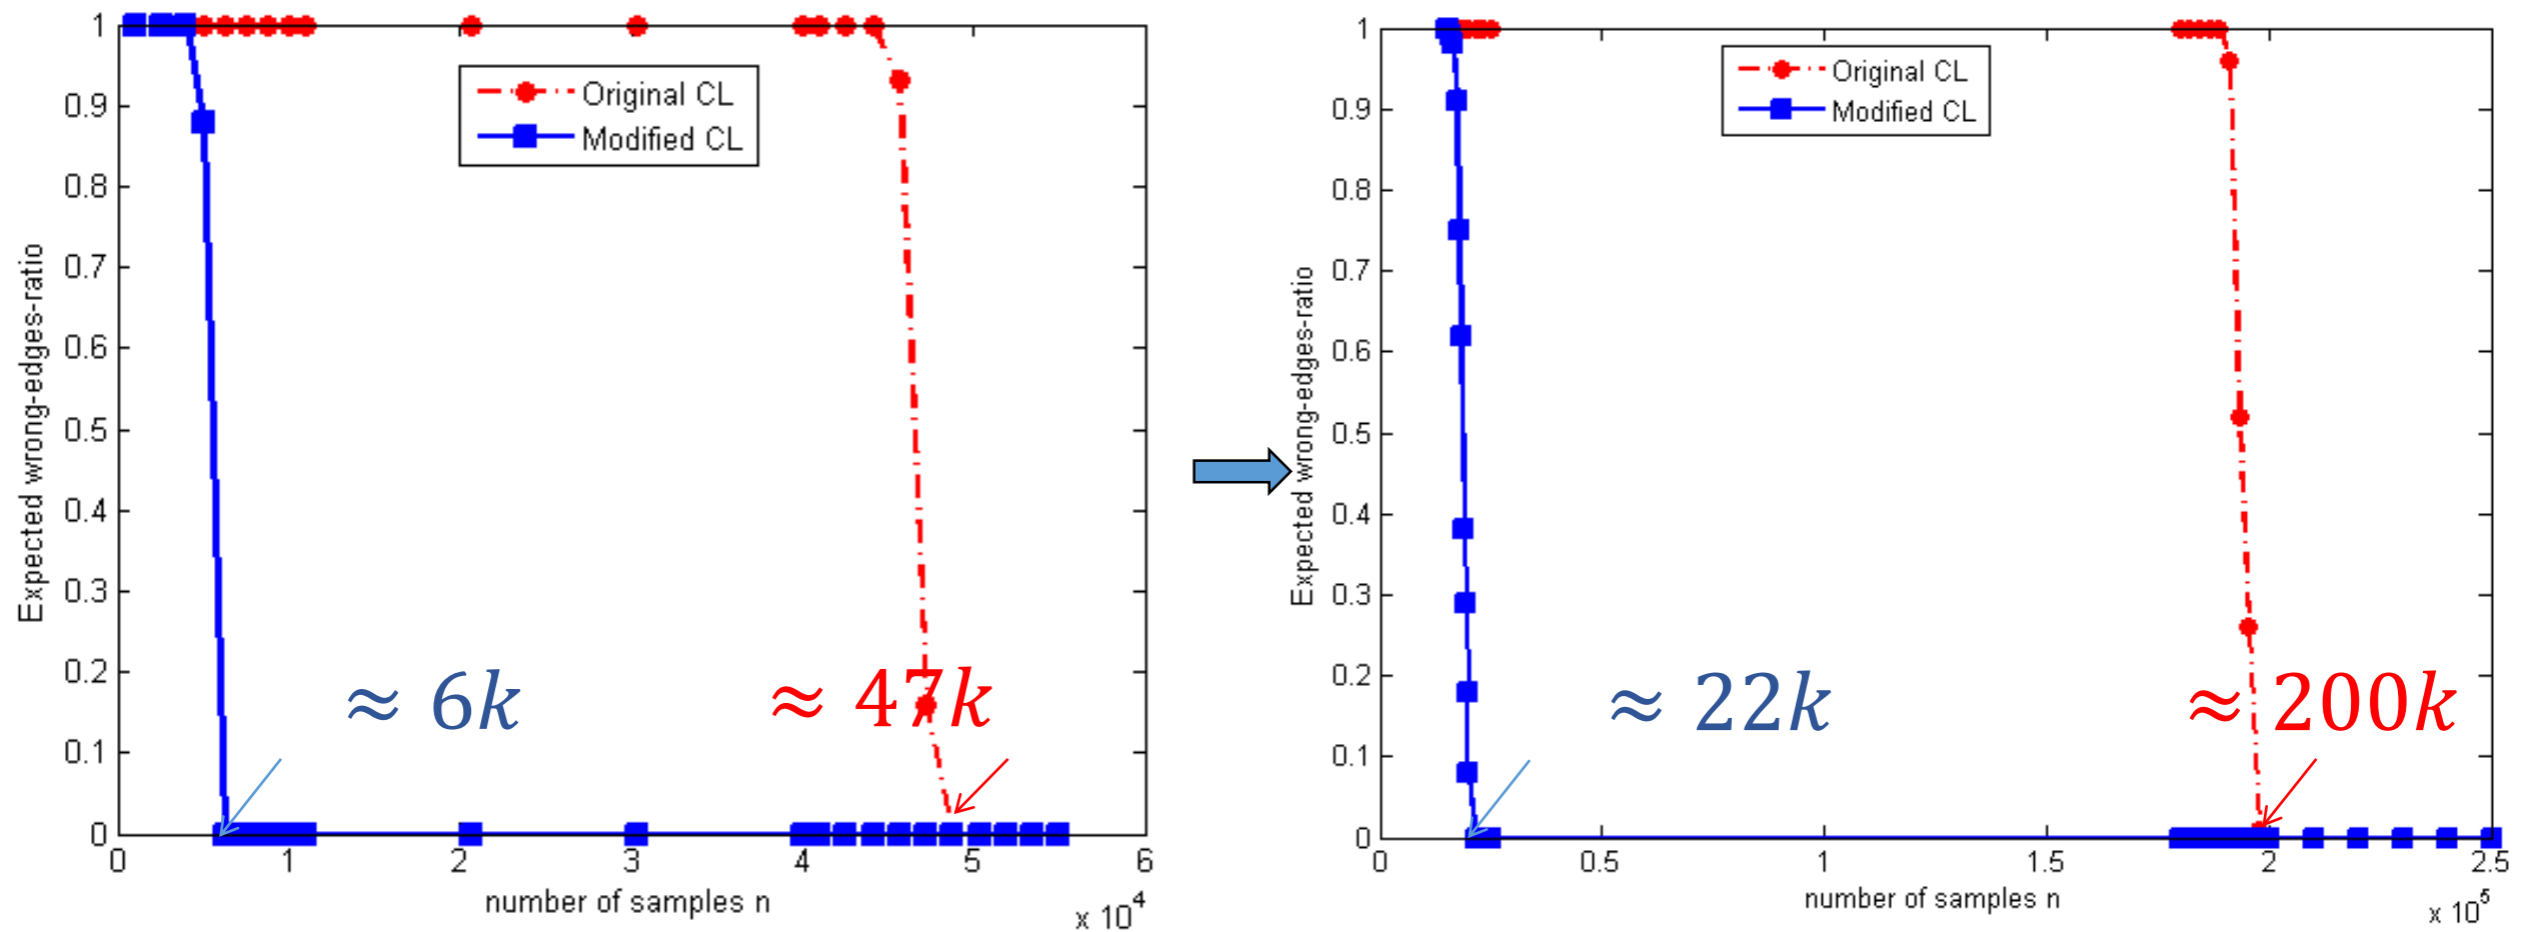 Expected wrong-edges-ratio
1
0.9
0.8
0.7
0.6
0.5
0.4
0.3
0.2
0.1
0
Original CL
Modified CL
≈ 6k
≈ 47k
0 1 2 3 4 5 6
number of samples n
x 10^4
Expected wrong-edges-ratio
1
0.9
0.8
0.7
0.6
0.5
0.4
0.3
0.2
0.1
0
Original CL
Modified CL
≈ 22k
≈ 200k
0 0.5 1 1.5 2 2.5
number of samples n
x 10^5